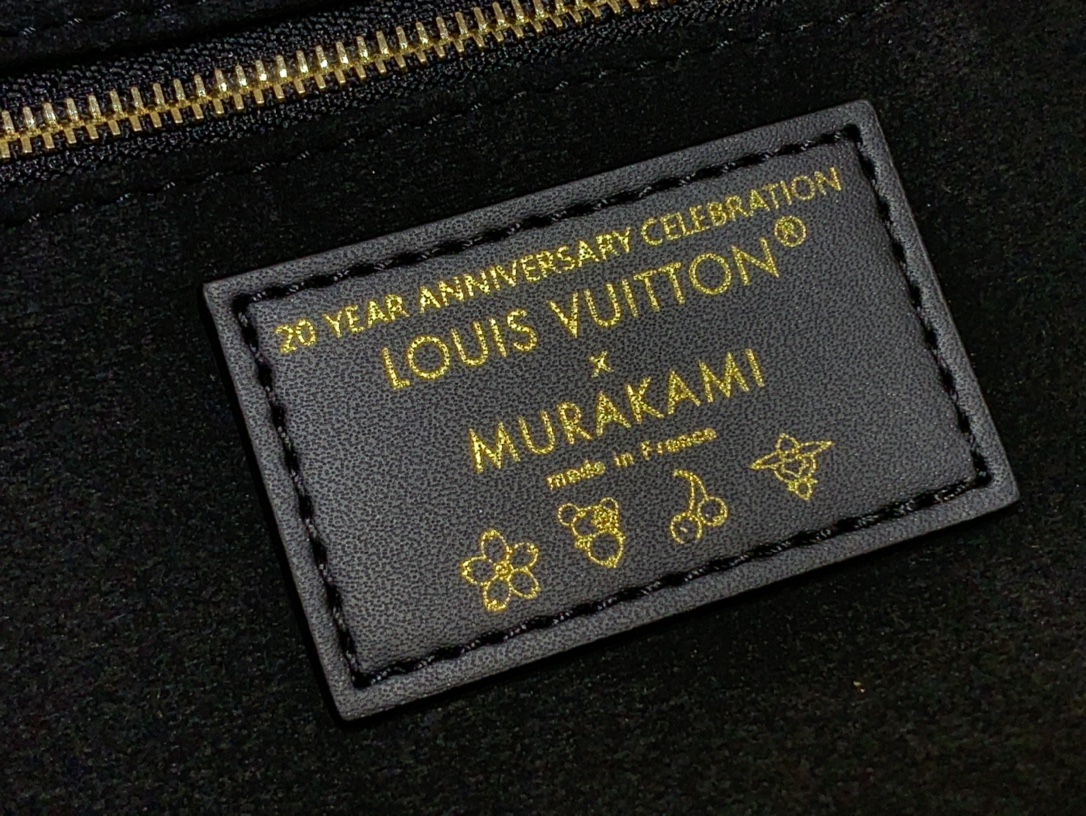 20 YEAR ANNIVERSARY CELEBRATION
LOUIS VUITTON®
x
MURAKAMI
made in France